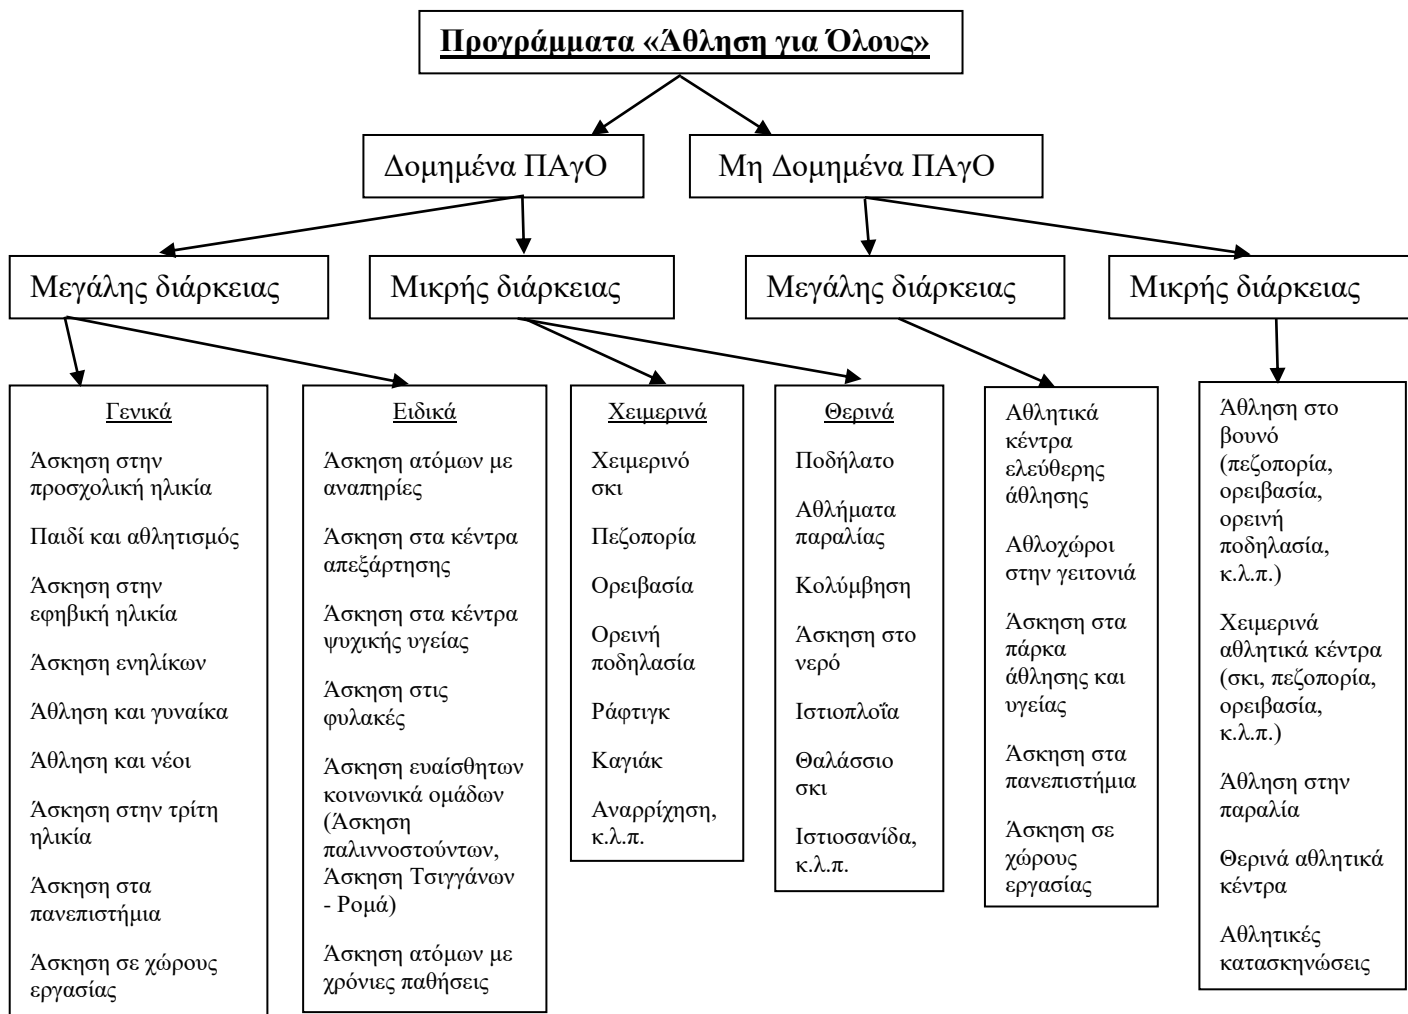 Προγράμματα «Άθληση για Όλους»
Δομημένα ΠΑγΟ
Μη Δομημένα ΠΑγΟ
Μεγάλης διάρκειας
Μικρής διάρκειας
Μεγάλης διάρκειας
Μικρής διάρκειας
Γενικά
Άσκηση στην
προσχολική ηλικία
Παιδί και αθλητισμός
Άσκηση στην
εφηβική ηλικία
Άσκηση ενηλίκων
Άθληση και γυναίκα
Άθληση και νέοι
Άσκηση στην τρίτη
ηλικία
Άσκηση στα
πανεπιστήμια
Άσκηση σε χώρους
εργασίας
Ειδικά
Άσκηση ατόμων με
αναπηρίες
Άσκηση στα κέντρα
απεξάρτησης
Άσκηση στα κέντρα
ψυχικής υγείας
Άσκηση στις
φυλακές
Άσκηση ευαίσθητων
κοινωνικά ομάδων
(Άσκηση
παλιννοστούντων,
Άσκηση Τσιγγάνων
- Ρομά)
Άσκηση ατόμων με
χρόνιες παθήσεις
Χειμερινά
Χειμερινό
σκι
Πεζοπορία
Ορειβασία
Ορεινή
ποδηλασία
Ράφτιγκ
Καγιάκ
Αναρρίχηση,
κ.λ.π.
Θερινά
Ποδήλατο
Αθλήματα
παραλίας
Κολύμβηση
Άσκηση στο
νερό
Ιστιοπλοΐα
Θαλάσσιο
σκι
Ιστιοσανίδα,
κ.λ.π.
Αθλητικά
κέντρα
ελεύθερης
άθλησης
Αθλοχώροι
στην γειτονιά
Άσκηση στα
πάρκα
άθλησης και
υγείας
Άσκηση στα
πανεπιστήμια
Άσκηση σε
χώρους
εργασίας
Άθληση στο
βουνό
(πεζοπορία,
ορειβασία,
ορεινή
ποδηλασία,
κ.λ.π.)
Χειμερινά
αθλητικά κέντρα
(σκι, πεζοπορία,
ορειβασία,
κ.λ.π.)
Άθληση στην
παραλία
Θερινά αθλητικά
κέντρα
Αθλητικές
κατασκηνώσεις